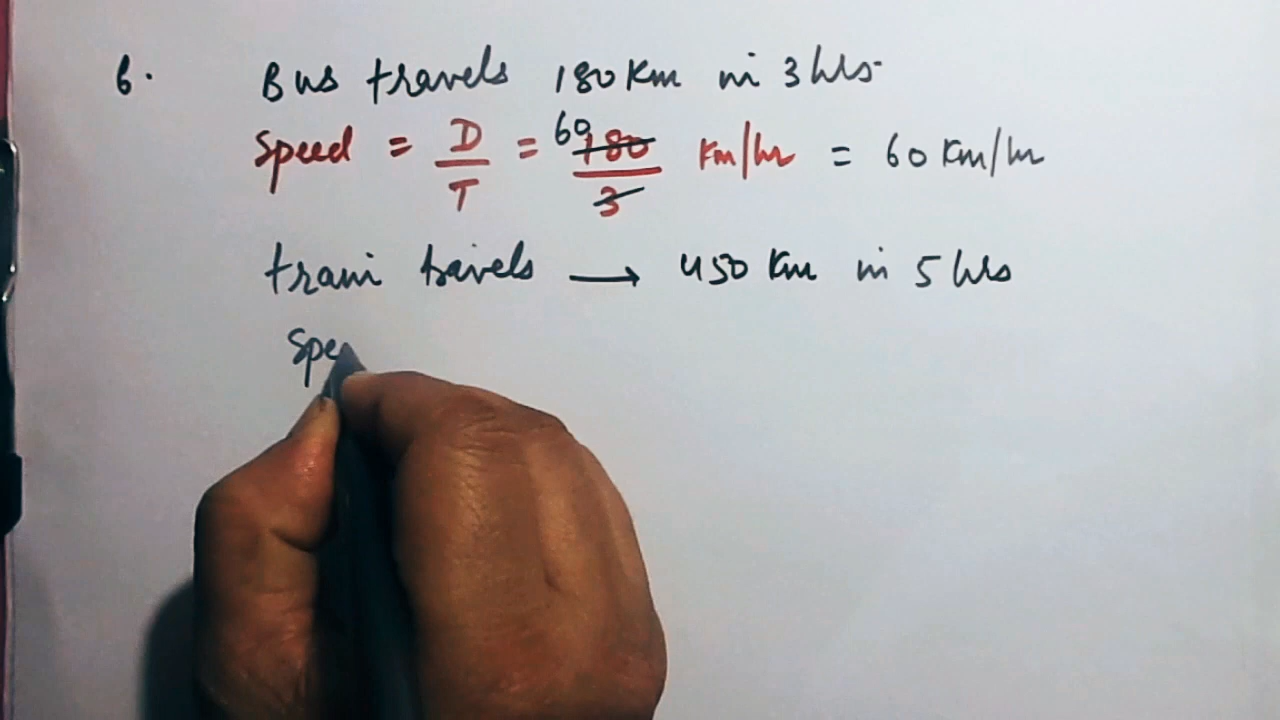 6. Bus travels 180 Km in 3 hrs.
Speed = D/T = 60 180/3 Km/hr = 60 Km/hr
train travels → 450 Km in 5 hrs
Spe